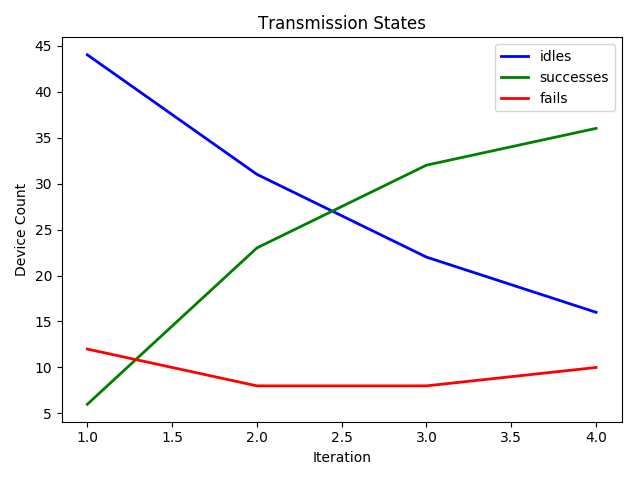 Transmission States
45
40
35
30
25
20
15
10
5
Device Count
idles
successes
fails
1.0 1.5 2.0 2.5 3.0 3.5 4.0
Iteration